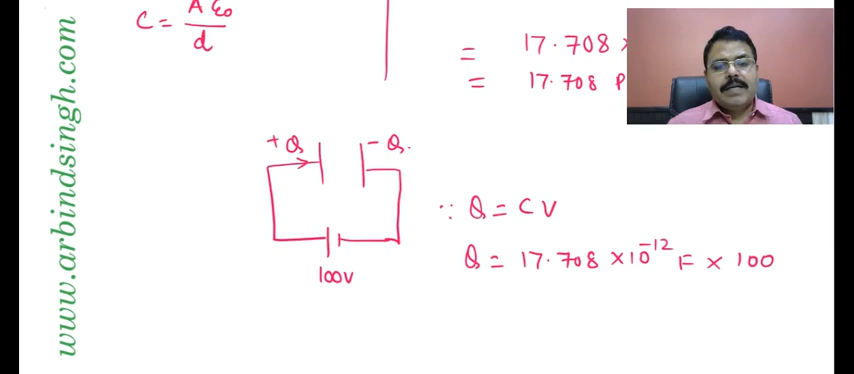 C = Aε₀/d
= 17.708 ×
= 17.708 P
+Q
-Q.
100V
∵ Q = CV
Q = 17.708 ×10⁻¹² F × 100
www.arbindsingh.com